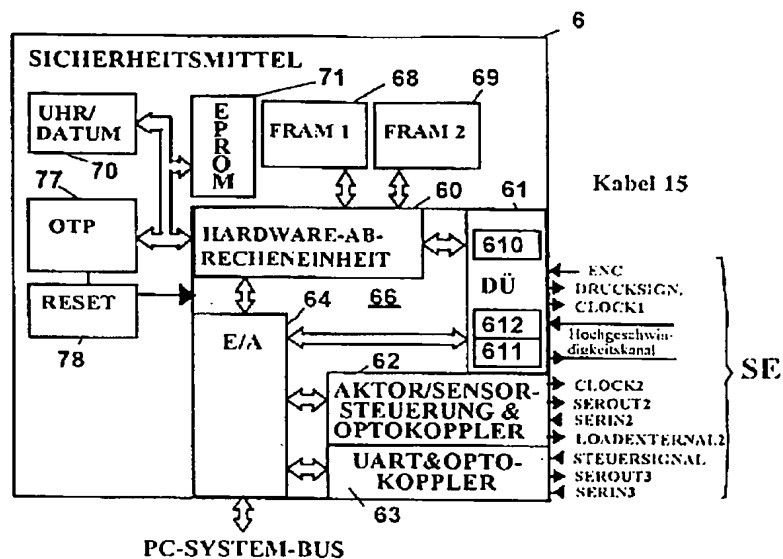 6
SICHERHEITSMITTEL
71
68
69
UHR/
DATUM
70
EPROM
FRAM 1
FRAM 2
77
60
61
Kabel 15
OTP
HARDWARE-AB-
RECHENEINHEIT
610
DÜ
ENC
DRUCKSIGN.
CLOCK1
RESET
64
66
78
E/A
612
611
Hochgeschwin-
digkeitskanal
SE
62
AKTOR/SENSOR-
STEUERUNG &
OPTOKOPPLER
CLOCK2
SEROUT2
SERIN2
LOADEXTERNAL2
UART&OPTO-
KOPPLER
63
STEUERSIGNAL
SEROUT3
SERIN3
PC-SYSTEM-BUS